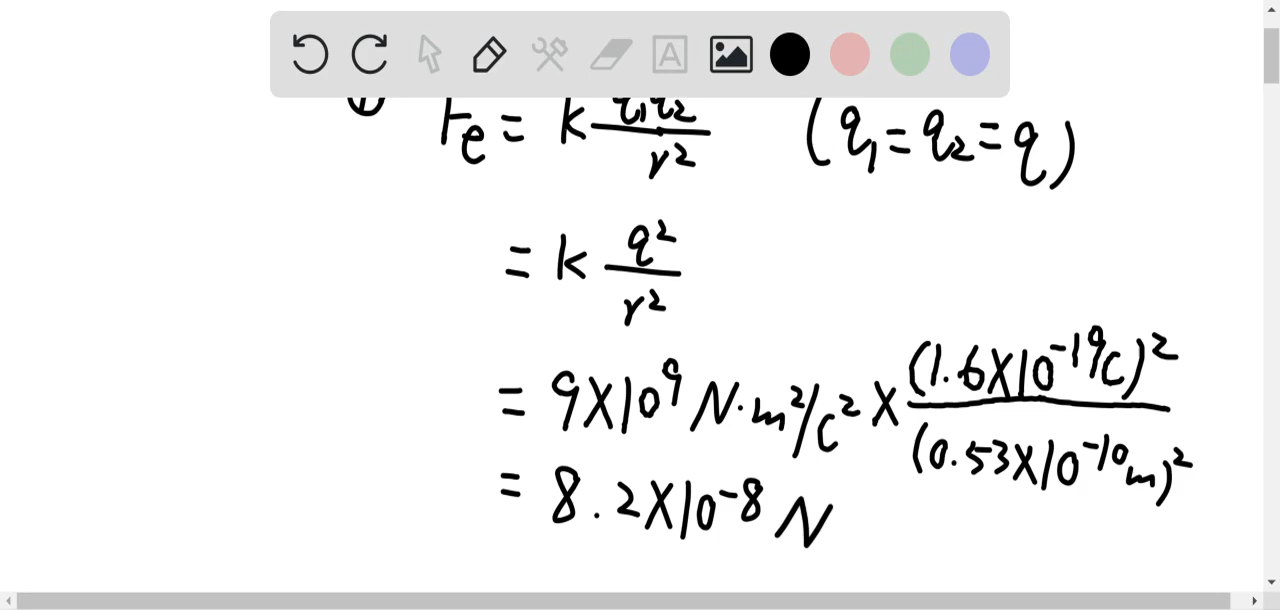 A
① Fe = k q₁q₂/r² (q₁ = q₂ = q)
= k q²/r²
= 9×10⁹ N·m²/c² × (1.6×10⁻¹⁹c)²/(0.53×10⁻¹⁰m)²
= 8.2×10⁻⁸ N